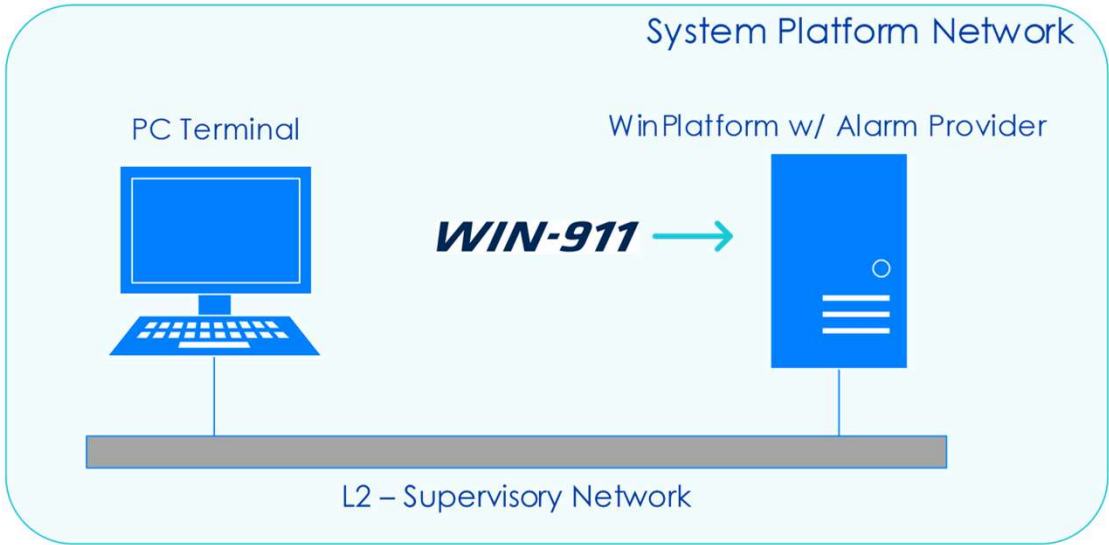 System Platform Network
PC Terminal
WinPlatform w/ Alarm Provider
WIN-911
L2 – Supervisory Network